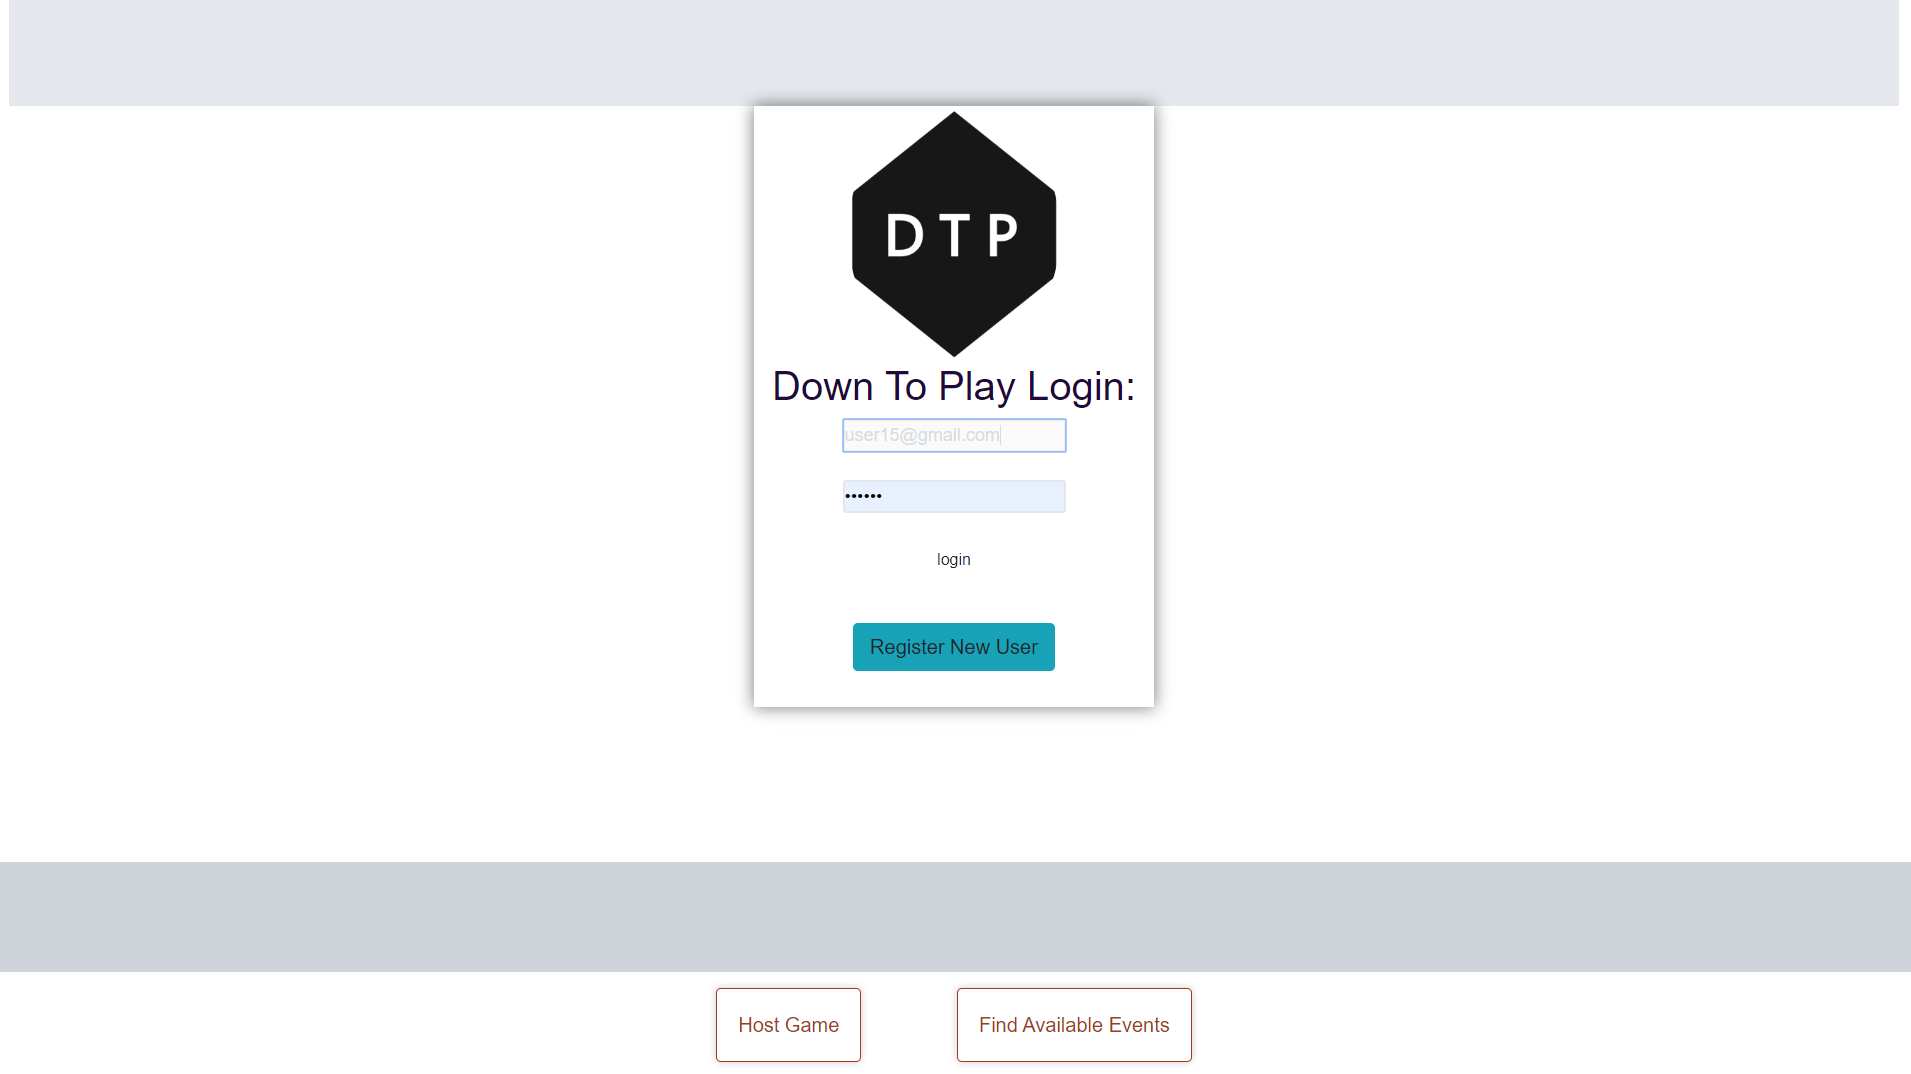 DTP
Down To Play Login:
user15@gmail.com
••••••
login
Register New User
Host Game
Find Available Events